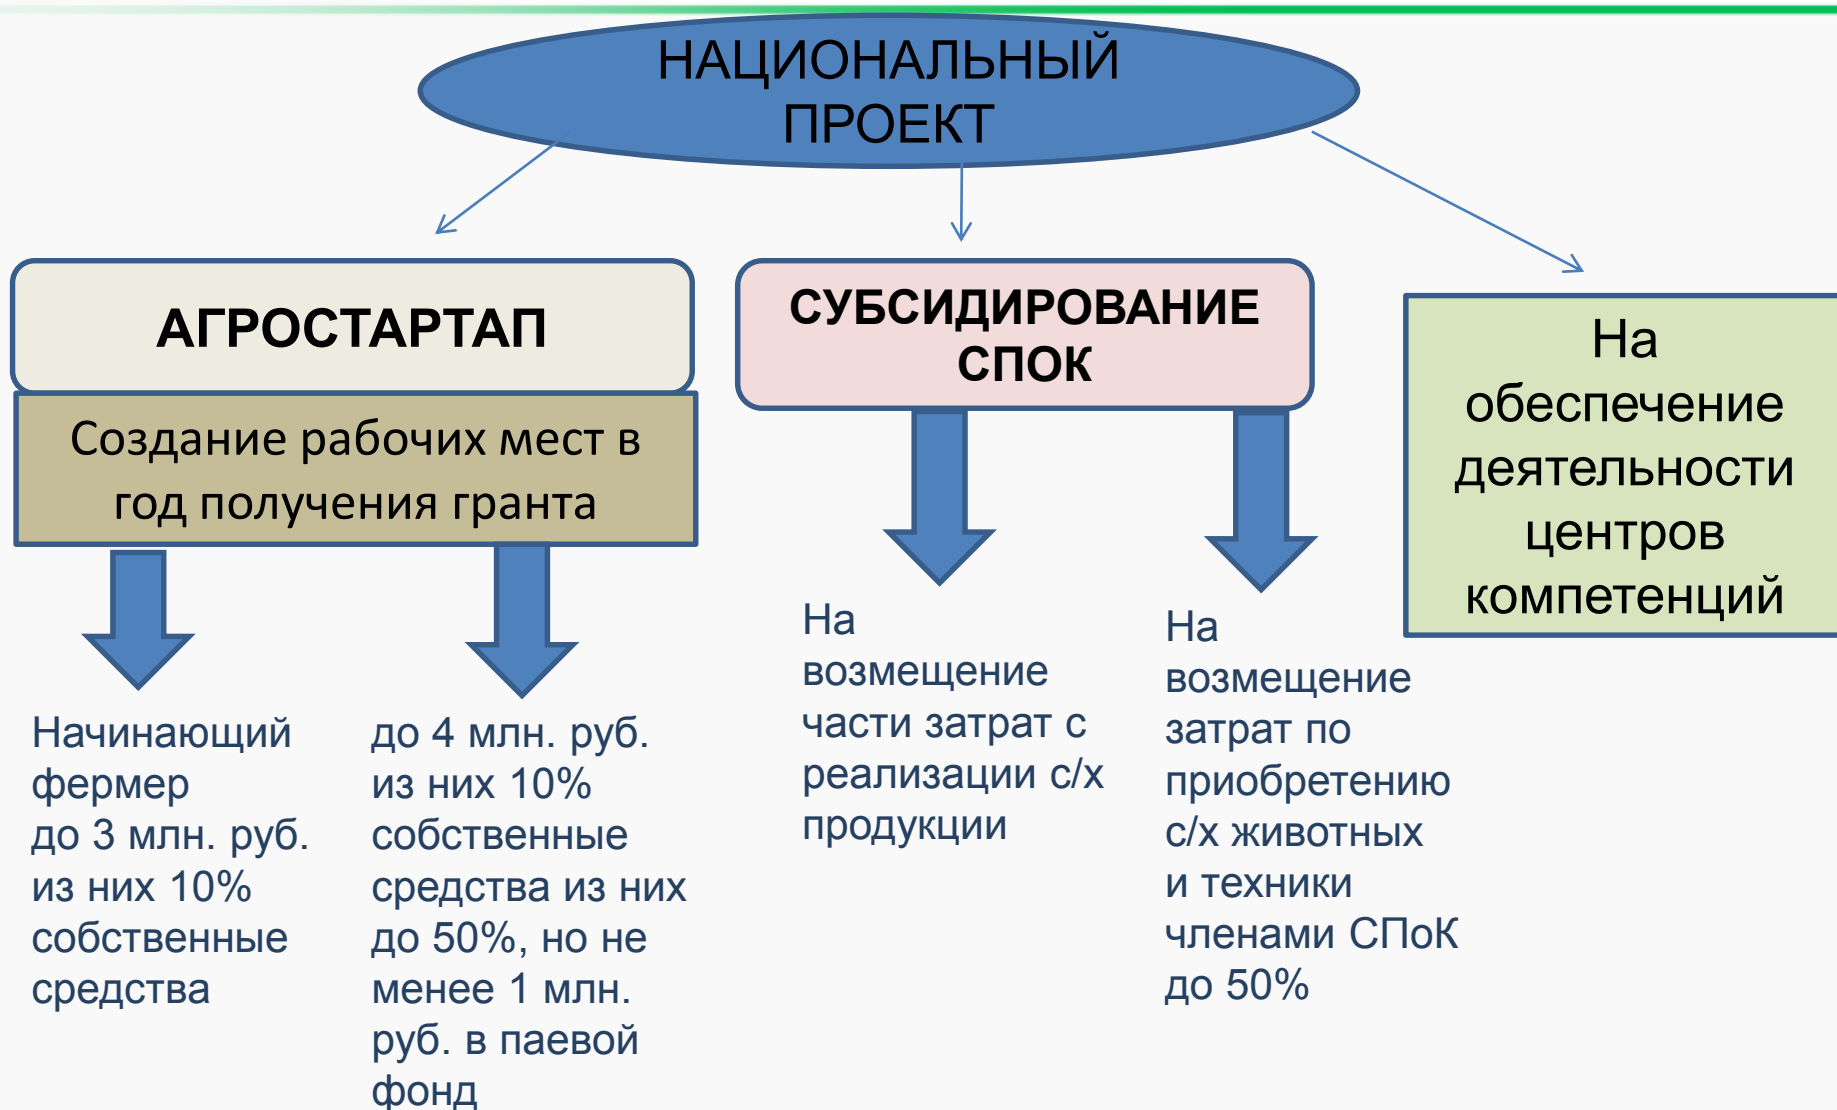 НАЦИОНАЛЬНЫЙ
ПРОЕКТ
АГРОСТАРТАП
Создание рабочих мест в
год получения гранта
Начинающий
фермер
до 3 млн. руб.
из них 10%
собственные
средства
до 4 млн. руб.
из них 10%
собственные
средства из них
до 50%, но не
менее 1 млн.
руб. в паевой
фонд
СУБСИДИРОВАНИЕ
СПОК
На
возмещение
части затрат с
реализации с/х
продукции
На
возмещение
затрат по
приобретению
с/х животных
и техники
членами СПоК
до 50%
На
обеспечение
деятельности
центров
компетенций